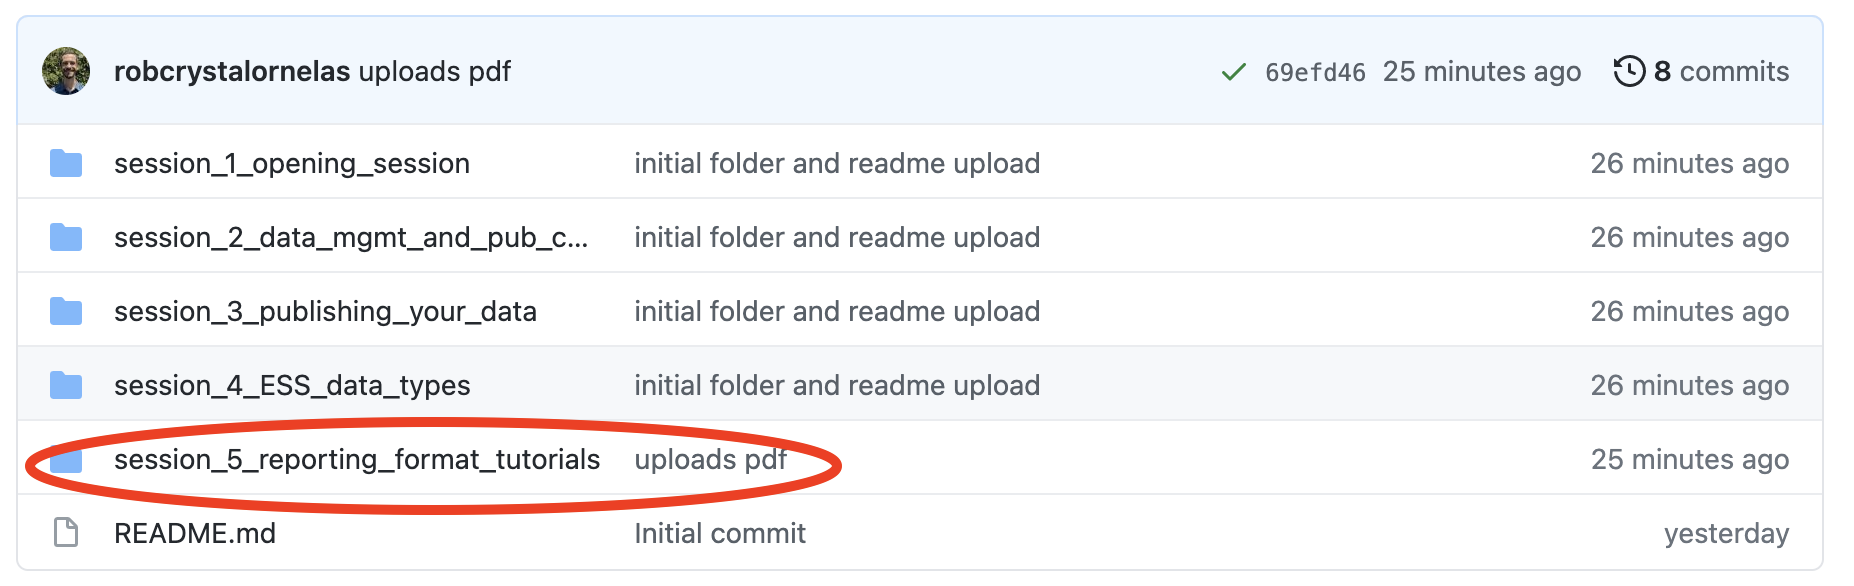 robcrystalornelas uploads pdf 69efd46 25 minutes ago 8 commits
session_1_opening_session initial folder and readme upload 26 minutes ago
session_2_data_mgmt_and_pub_c... initial folder and readme upload 26 minutes ago
session_3_publishing_your_data initial folder and readme upload 26 minutes ago
session_4_ESS_data_types initial folder and readme upload 26 minutes ago
session_5_reporting_format_tutorials uploads pdf 25 minutes ago
README.md Initial commit yesterday